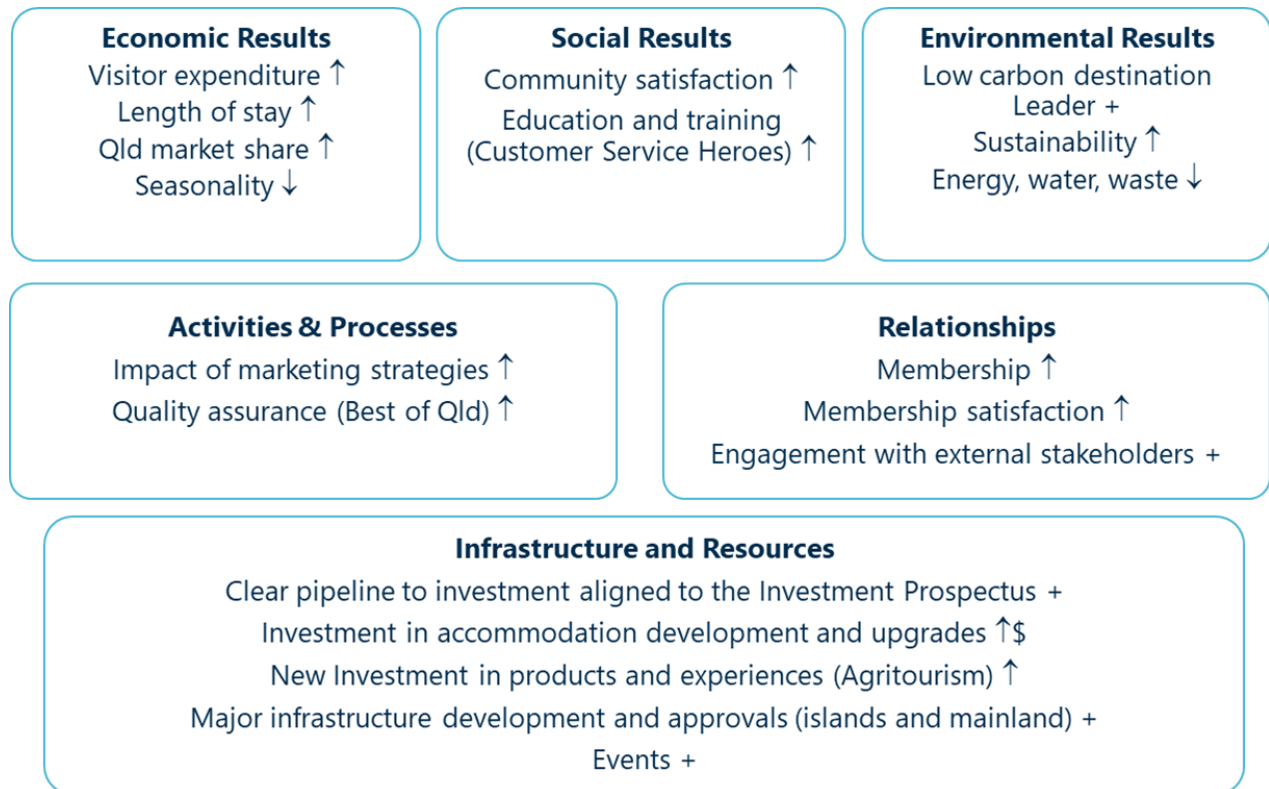 Economic Results
Visitor expenditure ↑
Length of stay ↑
Qld market share ↑
Seasonality ↓
Social Results
Community satisfaction ↑
Education and training
(Customer Service Heroes) ↑
Environmental Results
Low carbon destination
Leader +
Sustainability ↑
Energy, water, waste ↓
Activities & Processes
Impact of marketing strategies ↑
Quality assurance (Best of Qld) ↑
Relationships
Membership ↑
Membership satisfaction ↑
Engagement with external stakeholders +
Infrastructure and Resources
Clear pipeline to investment aligned to the Investment Prospectus +
Investment in accommodation development and upgrades ↑$
New Investment in products and experiences (Agritourism) ↑
Major infrastructure development and approvals (islands and mainland) +
Events +